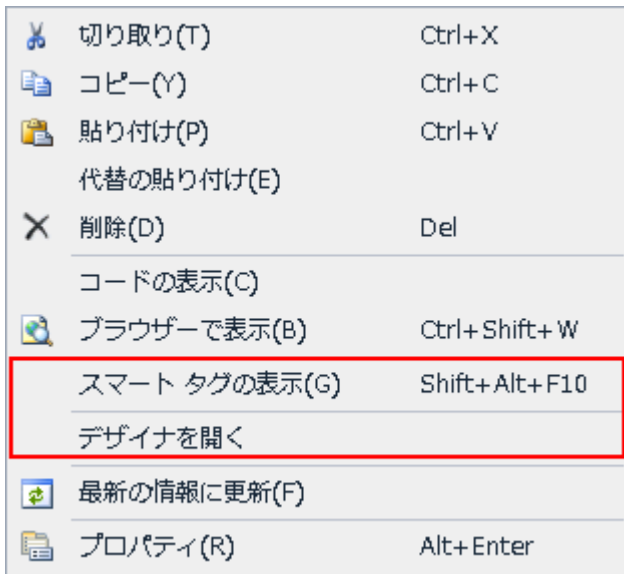 切り取り(T) Ctrl+X
コピー(Y) Ctrl+C
貼り付け(P) Ctrl+V
代替の貼り付け(E)
削除(D) Del
コードの表示(C)
ブラウザーで表示(B) Ctrl+Shift+W
スマート タグの表示(G) Shift+Alt+F10
デザイナを開く
最新の情報に更新(F)
プロパティ(R) Alt+Enter